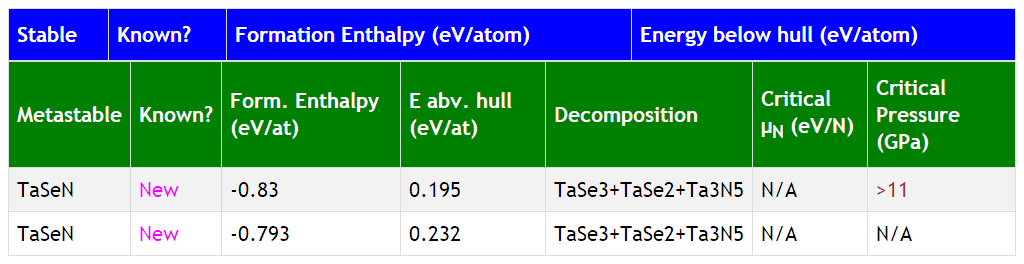 Stable Known? Formation Enthalpy (eV/atom) Energy below hull (eV/atom)
Metastable Known? Form. Enthalpy (eV/at) E abv. hull (eV/at) Decomposition Critical μN (eV/N) Critical Pressure (GPa)
TaSeN New -0.83 0.195 TaSe3+TaSe2+Ta3N5 N/A >11
TaSeN New -0.793 0.232 TaSe3+TaSe2+Ta3N5 N/A N/A